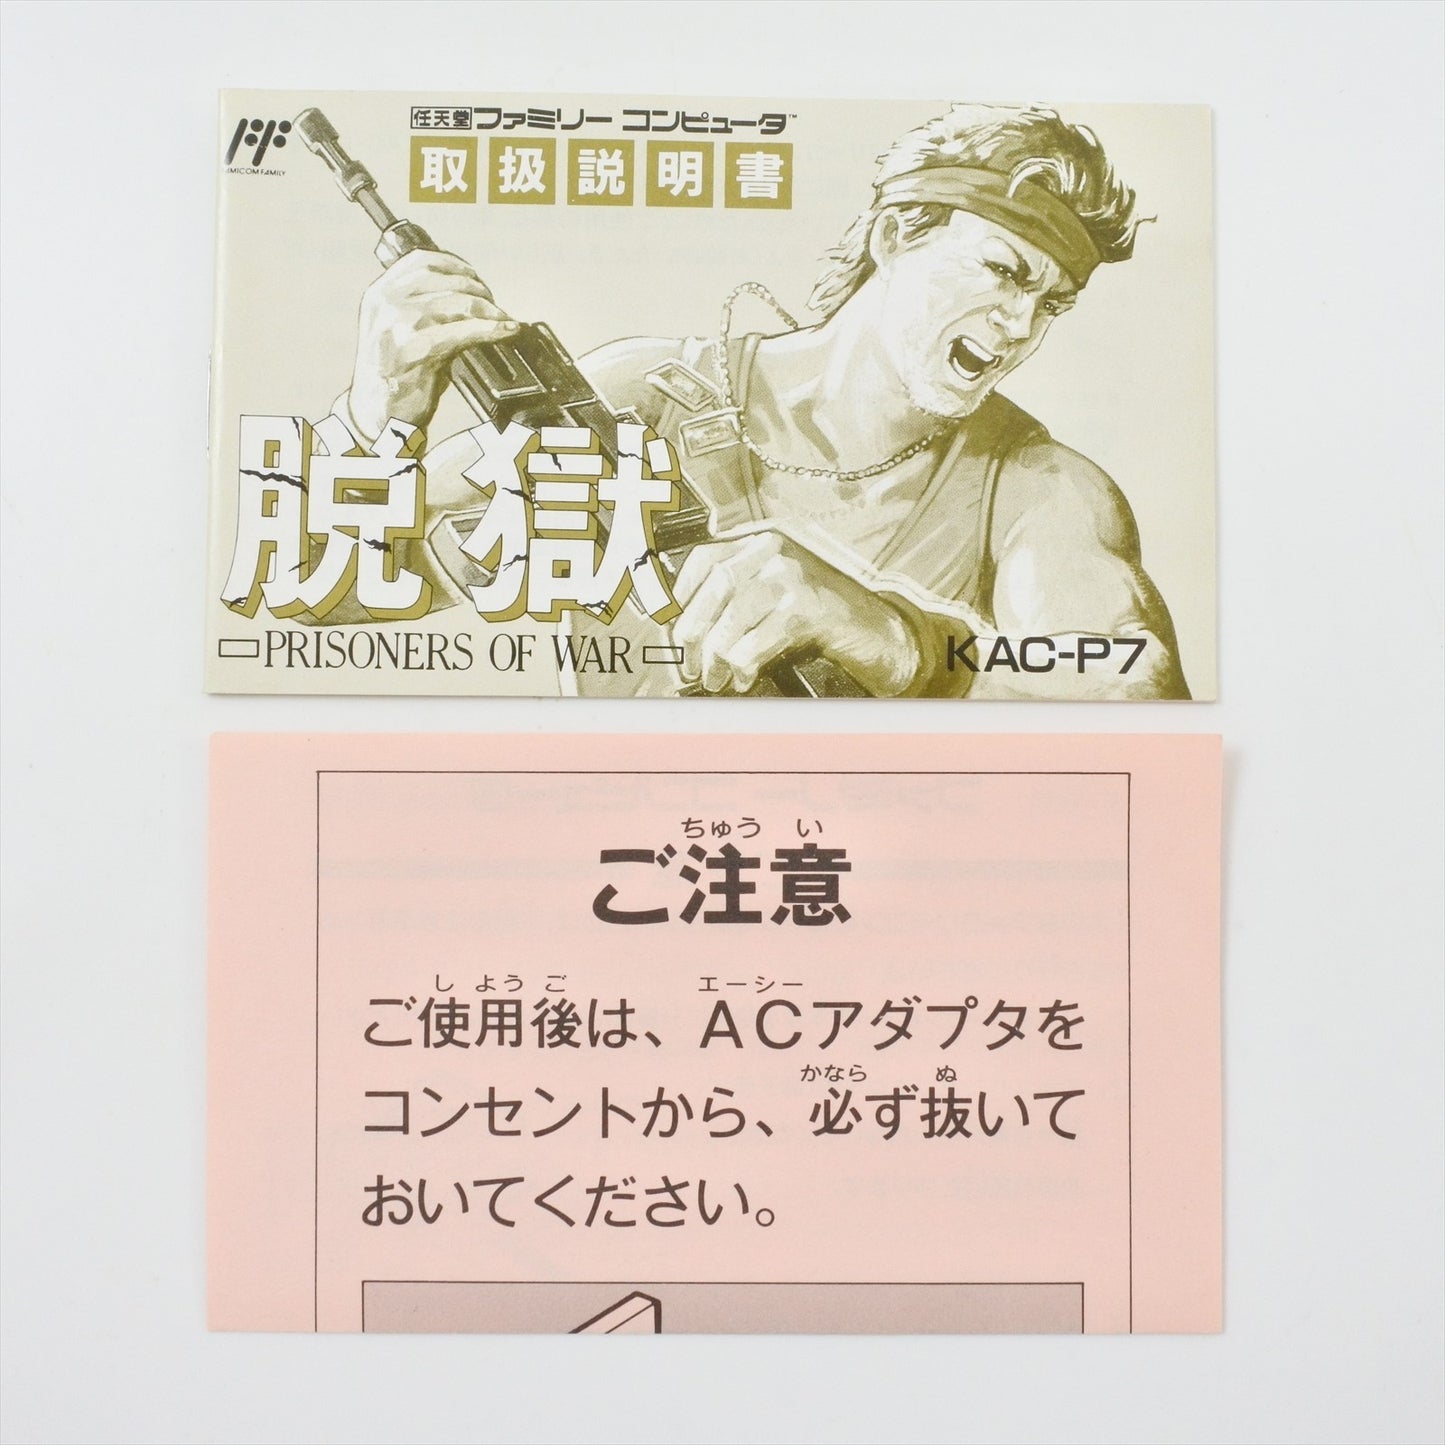 FAMICOM FAMILY
任天堂 ファミリー コンピュータ™
取扱説明書
脱獄
PRISONERS OF WAR
KAC-P7
ちゅう い
ご注意
し よう ご エーシー
ご使用後は、ACアダプタを
かなら ぬ
コンセントから、必ず抜いて
おいてください。